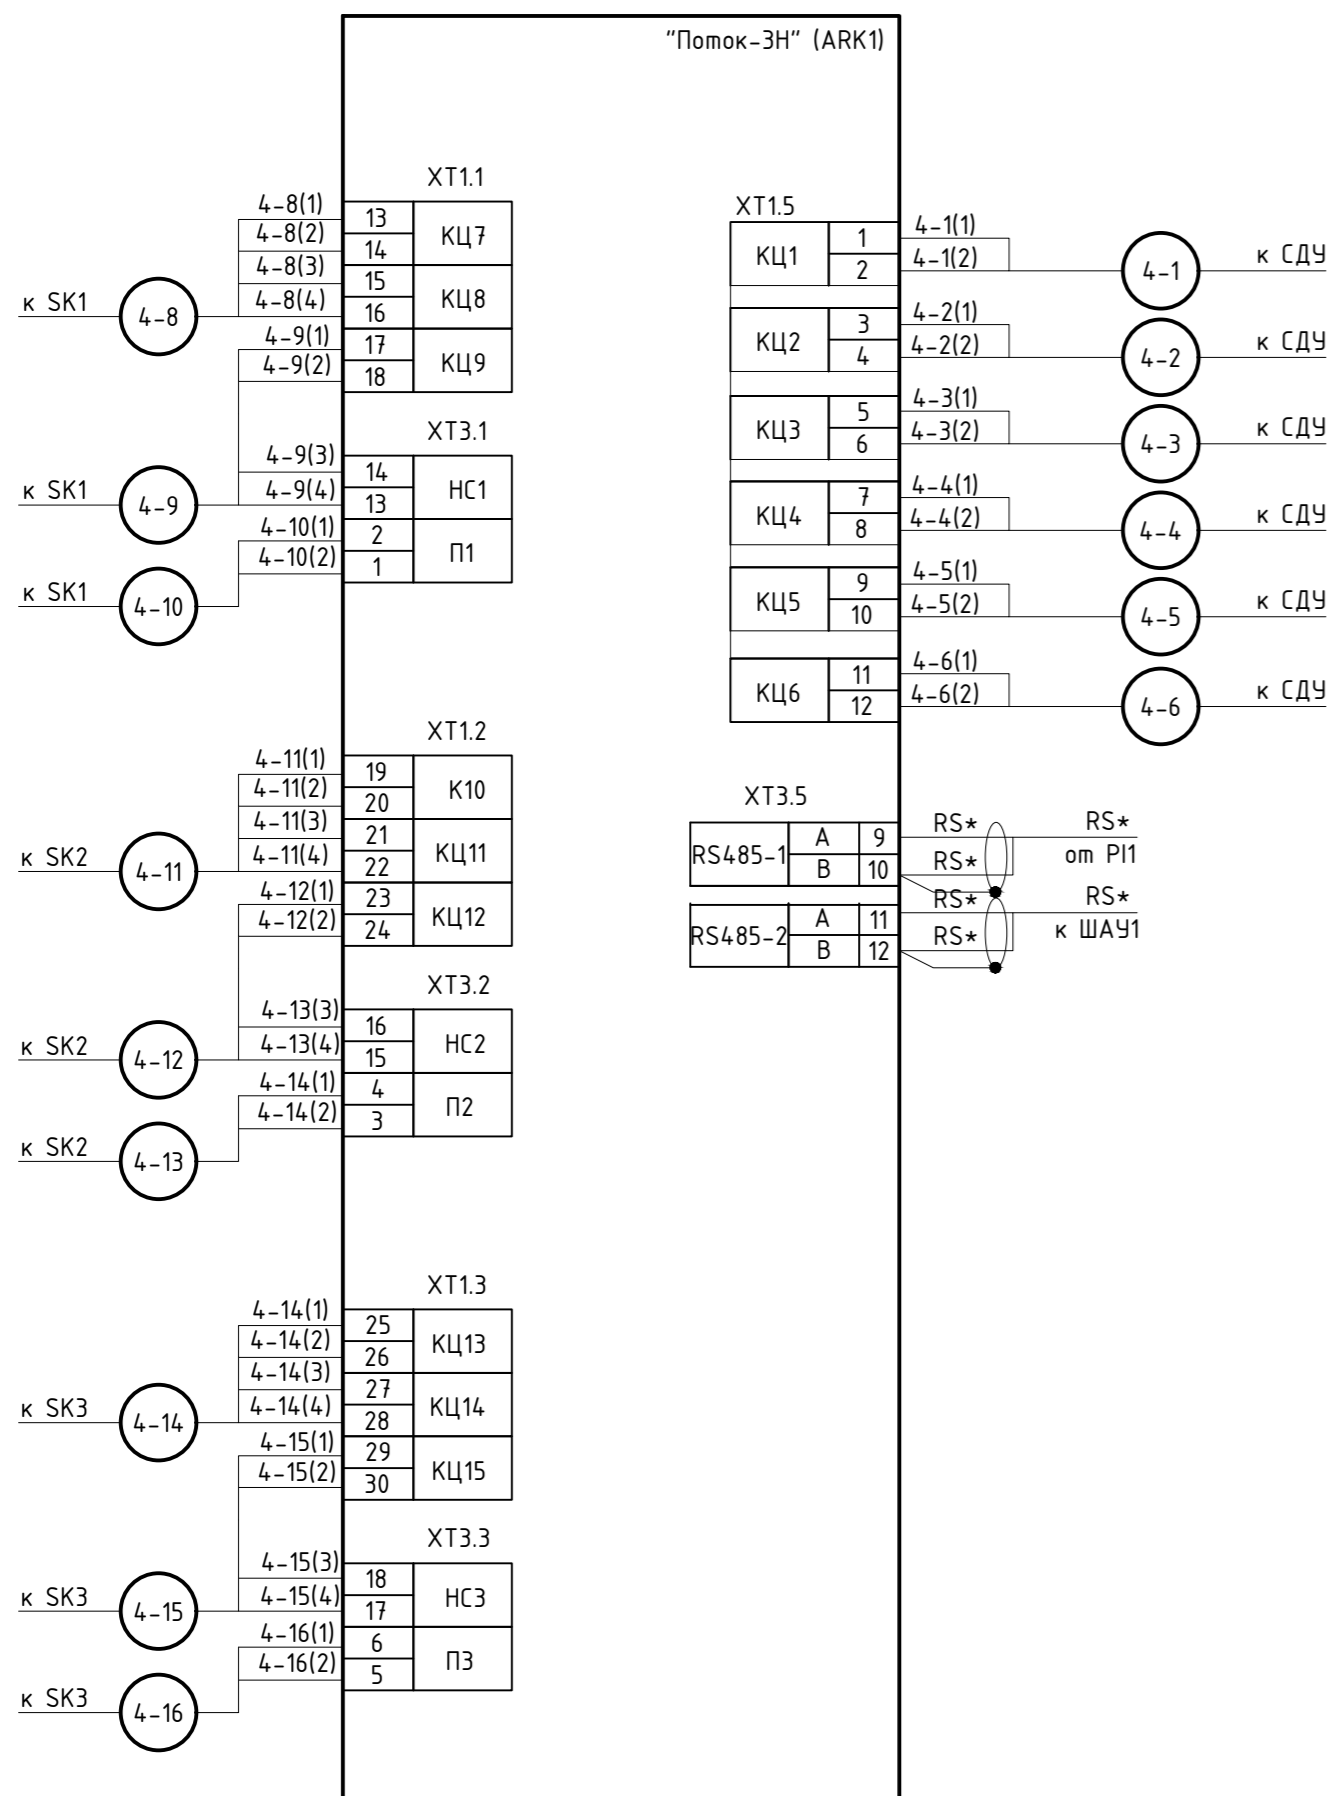 "Поток-3Н" (ARK1)
XT1.1
4-8(1)
13
КЦ7
4-8(2)
14
4-8(3)
15
КЦ8
4-8(4)
16
к SK1
4-8
4-9(1)
17
КЦ9
4-9(2)
18
XT3.1
4-9(3)
14
НС1
4-9(4)
13
к SK1
4-9
4-10(1)
2
П1
4-10(2)
1
к SK1
4-10
XT1.2
4-11(1)
19
К10
4-11(2)
20
4-11(3)
21
КЦ11
4-11(4)
22
к SK2
4-11
4-12(1)
23
КЦ12
4-12(2)
24
XT3.2
4-13(3)
16
НС2
4-13(4)
15
к SK2
4-12
4-14(1)
4
П2
4-14(2)
3
к SK2
4-13
XT1.3
4-14(1)
25
КЦ13
4-14(2)
26
4-14(3)
27
КЦ14
4-14(4)
28
к SK3
4-14
4-15(1)
29
КЦ15
4-15(2)
30
XT3.3
4-15(3)
18
НС3
4-15(4)
17
к SK3
4-15
4-16(1)
6
П3
4-16(2)
5
к SK3
4-16
XT1.5
КЦ1
1
4-1(1)
2
4-1(2)
4-1
к СДУ
КЦ2
3
4-2(1)
4
4-2(2)
4-2
к СДУ
КЦ3
5
4-3(1)
6
4-3(2)
4-3
к СДУ
КЦ4
7
4-4(1)
8
4-4(2)
4-4
к СДУ
КЦ5
9
4-5(1)
10
4-5(2)
4-5
к СДУ
КЦ6
11
4-6(1)
12
4-6(2)
4-6
к СДУ
XT3.5
RS485-1
A
9
RS*
RS*
B
10
RS*
от PI1
RS485-2
A
11
RS*
RS*
B
12
RS*
к ШАУ1